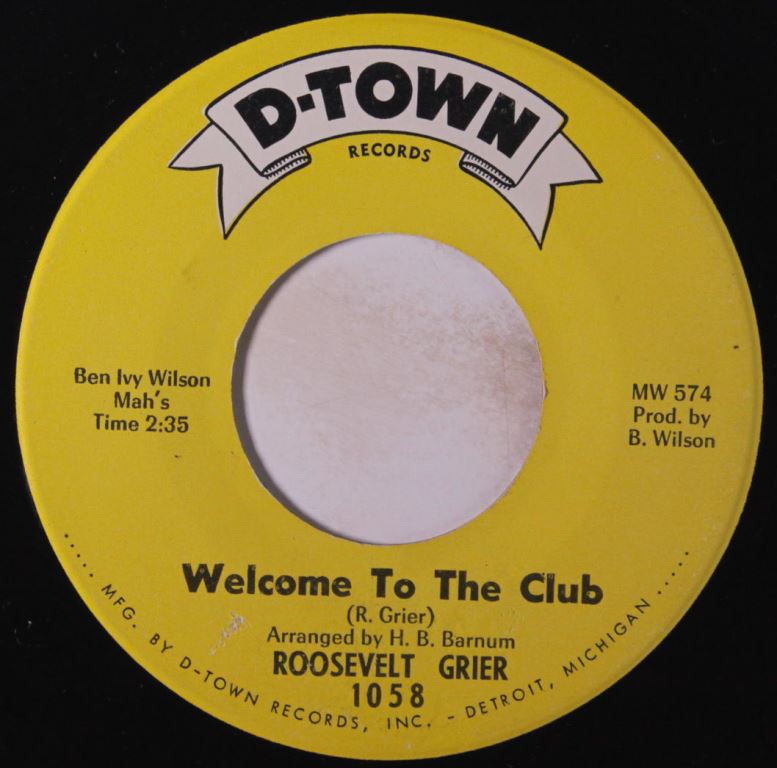 D-TOWN
RECORDS
Ben Ivy Wilson
Mah's
Time 2:35
MW 574
Prod. by
B. Wilson
Welcome To The Club
(R. Grier)
Arranged by H. B. Barnum
ROOSEVELT GRIER
1058
..... MFG. BY D-TOWN RECORDS, INC. - DETROIT, MICHIGAN .....